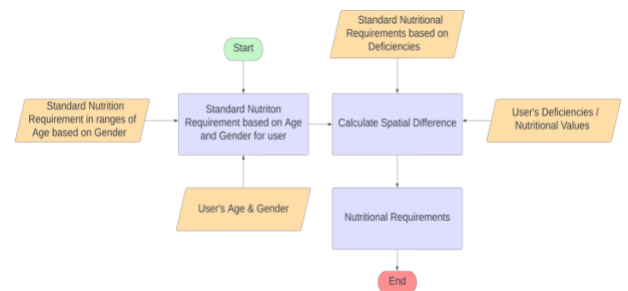 Standard Nutritional
Requirements based on
Deficiencies
Start
Standard Nutrition
Requirement in ranges of
Age based on Gender
Standard Nutriton
Requirement based on Age
and Gender for user
Calculate Spatial Difference
User's Deficiencies /
Nutritional Values
User's Age & Gender
Nutritional Requirements
End